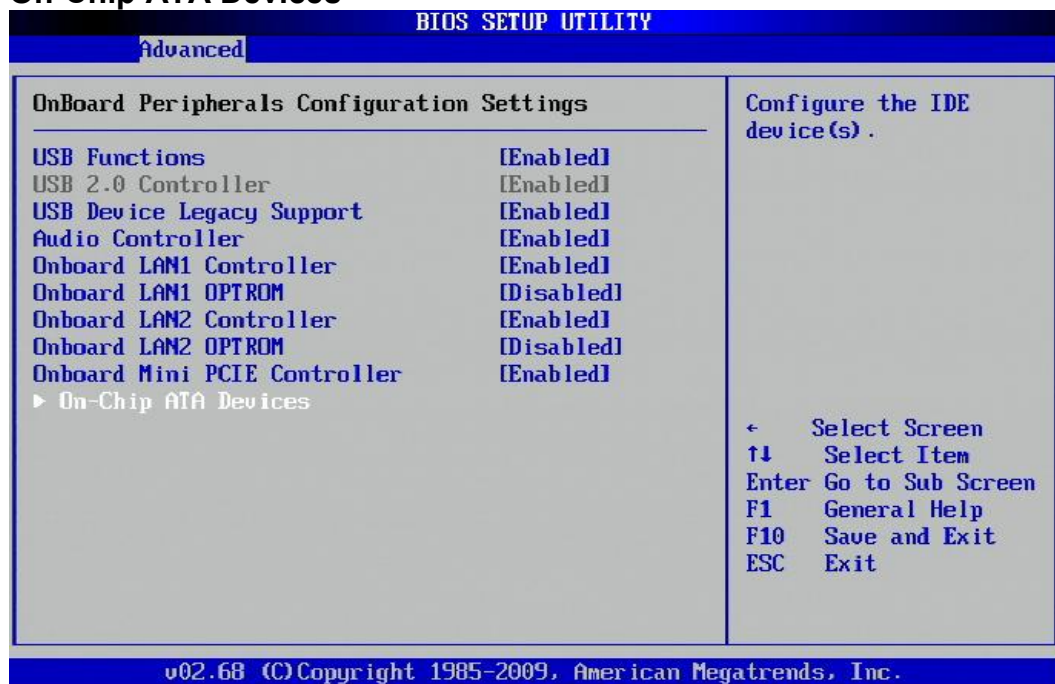 On-Chip ATA Devices
BIOS SETUP UTILITY
Advanced
OnBoard Peripherals Configuration Settings
USB Functions [Enabled]
USB 2.0 Controller [Enabled]
USB Device Legacy Support [Enabled]
Audio Controller [Enabled]
Onboard LAN1 Controller [Enabled]
Onboard LAN1 OPTROM [Disabled]
Onboard LAN2 Controller [Enabled]
Onboard LAN2 OPTROM [Disabled]
Onboard Mini PCIE Controller [Enabled]
▶ On-Chip ATA Devices
Configure the IDE
device(s).
← Select Screen
↑↓ Select Item
Enter Go to Sub Screen
F1 General Help
F10 Save and Exit
ESC Exit
v02.68 (C)Copyright 1985-2009, American Megatrends, Inc.